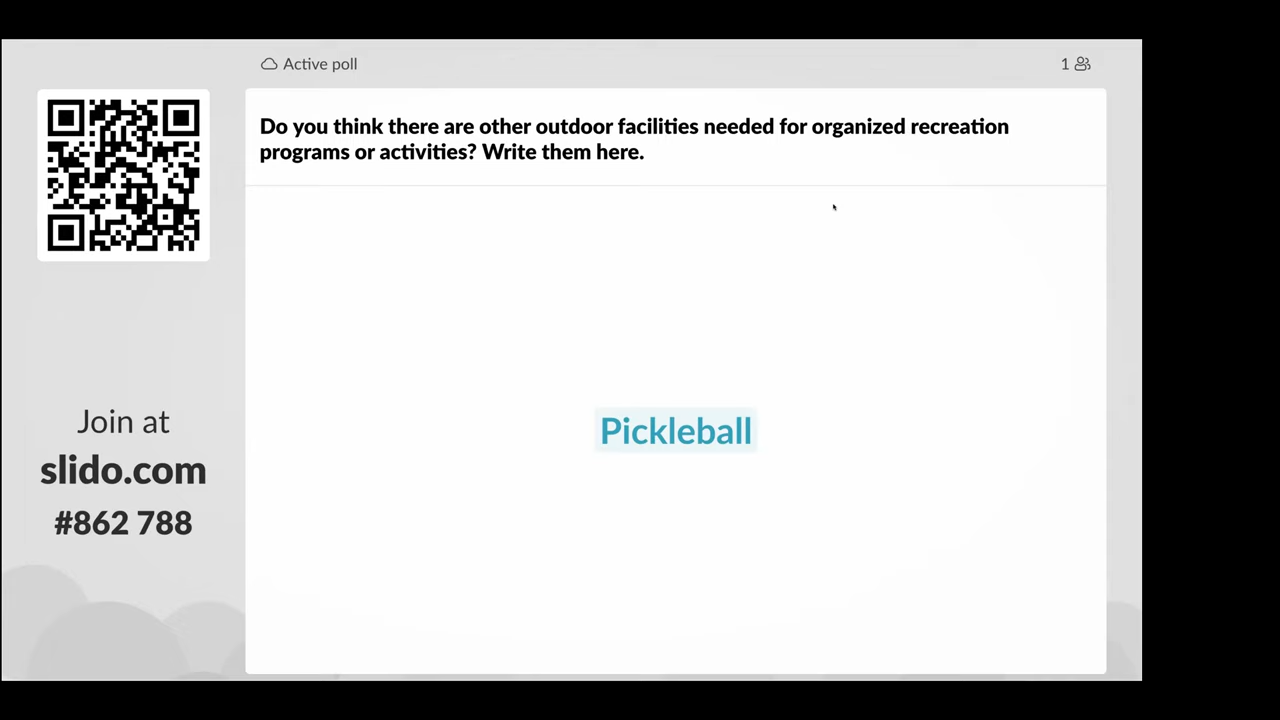 Active poll
1
Do you think there are other outdoor facilities needed for organized recreation
programs or activities? Write them here.
Pickleball
Join at
slido.com
#862 788